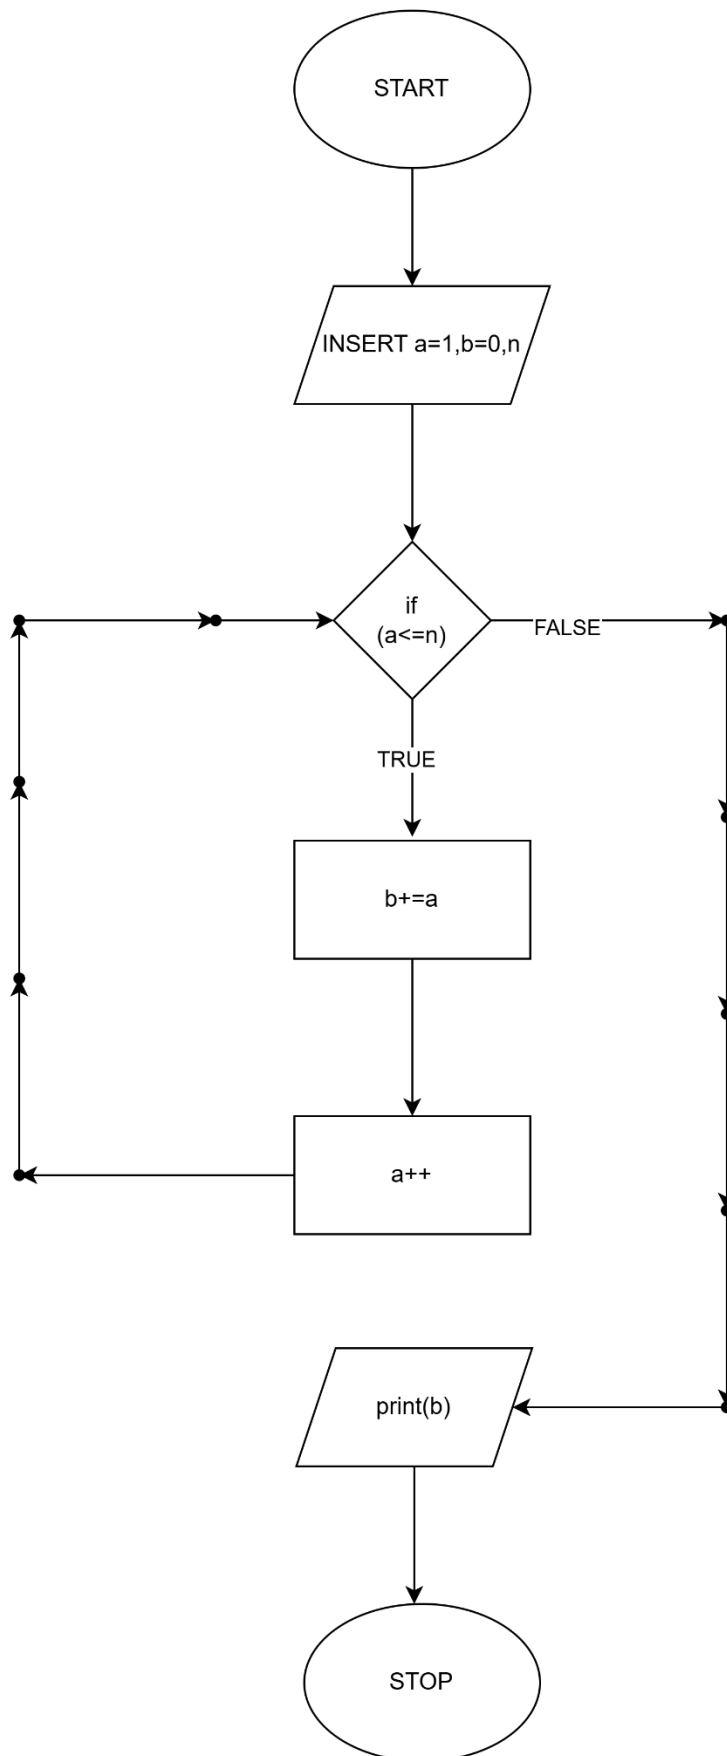 START
INSERT a=1,b=0,n
if
(a<=n)
FALSE
TRUE
b+=a
a++
print(b)
STOP